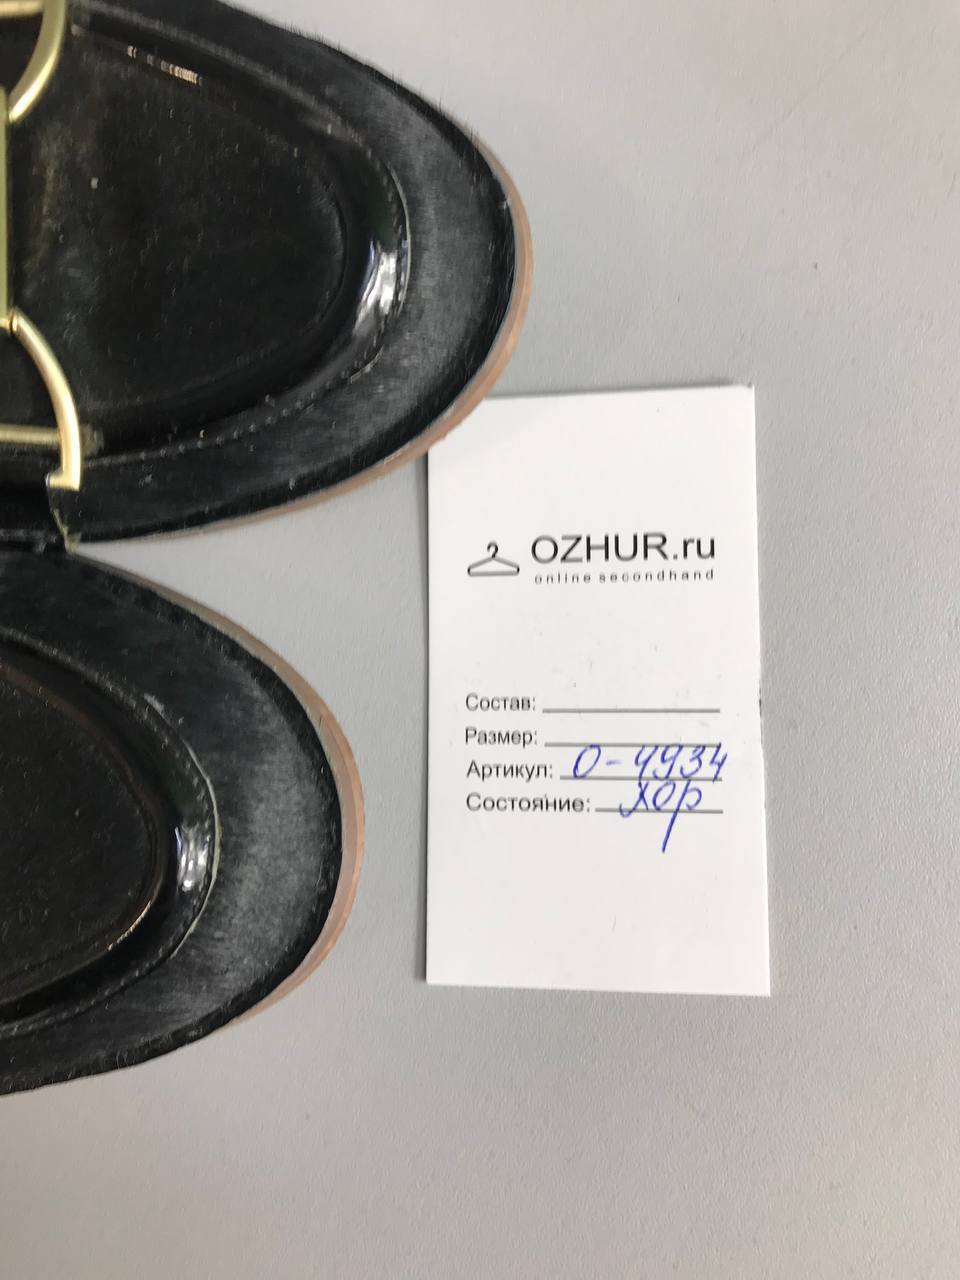 OZHUR.ru
online secondhand
Состав:
Размер:
Артикул: О-4934
Состояние: хор